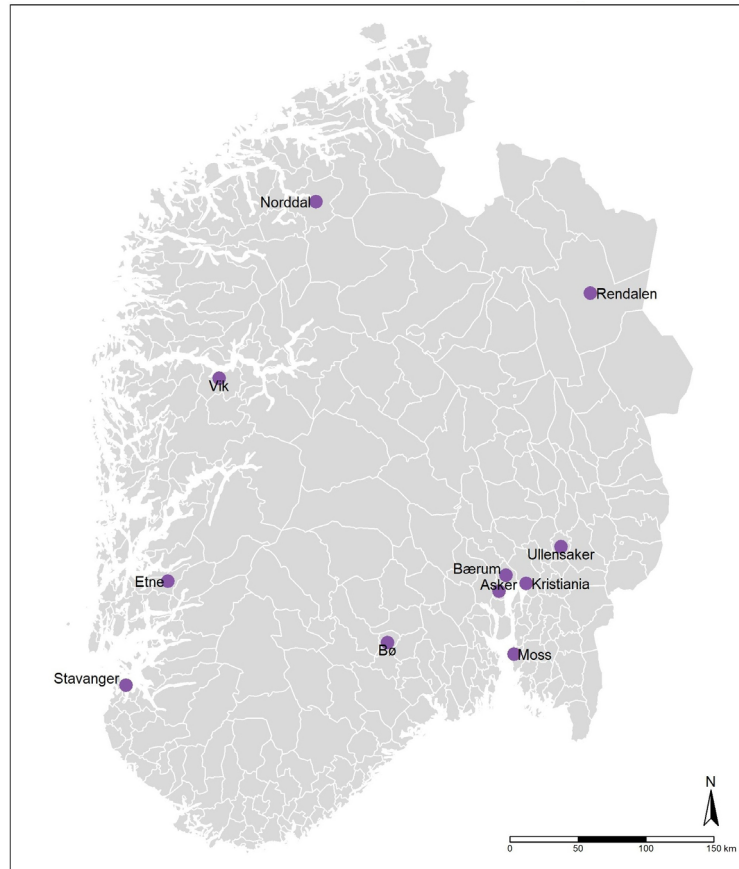 Norddal
Rendalen
Vik
Ullensaker
Bærum
Etne
Asker
Kristiania
Bø
Moss
Stavanger
N
0 50 100 150 km